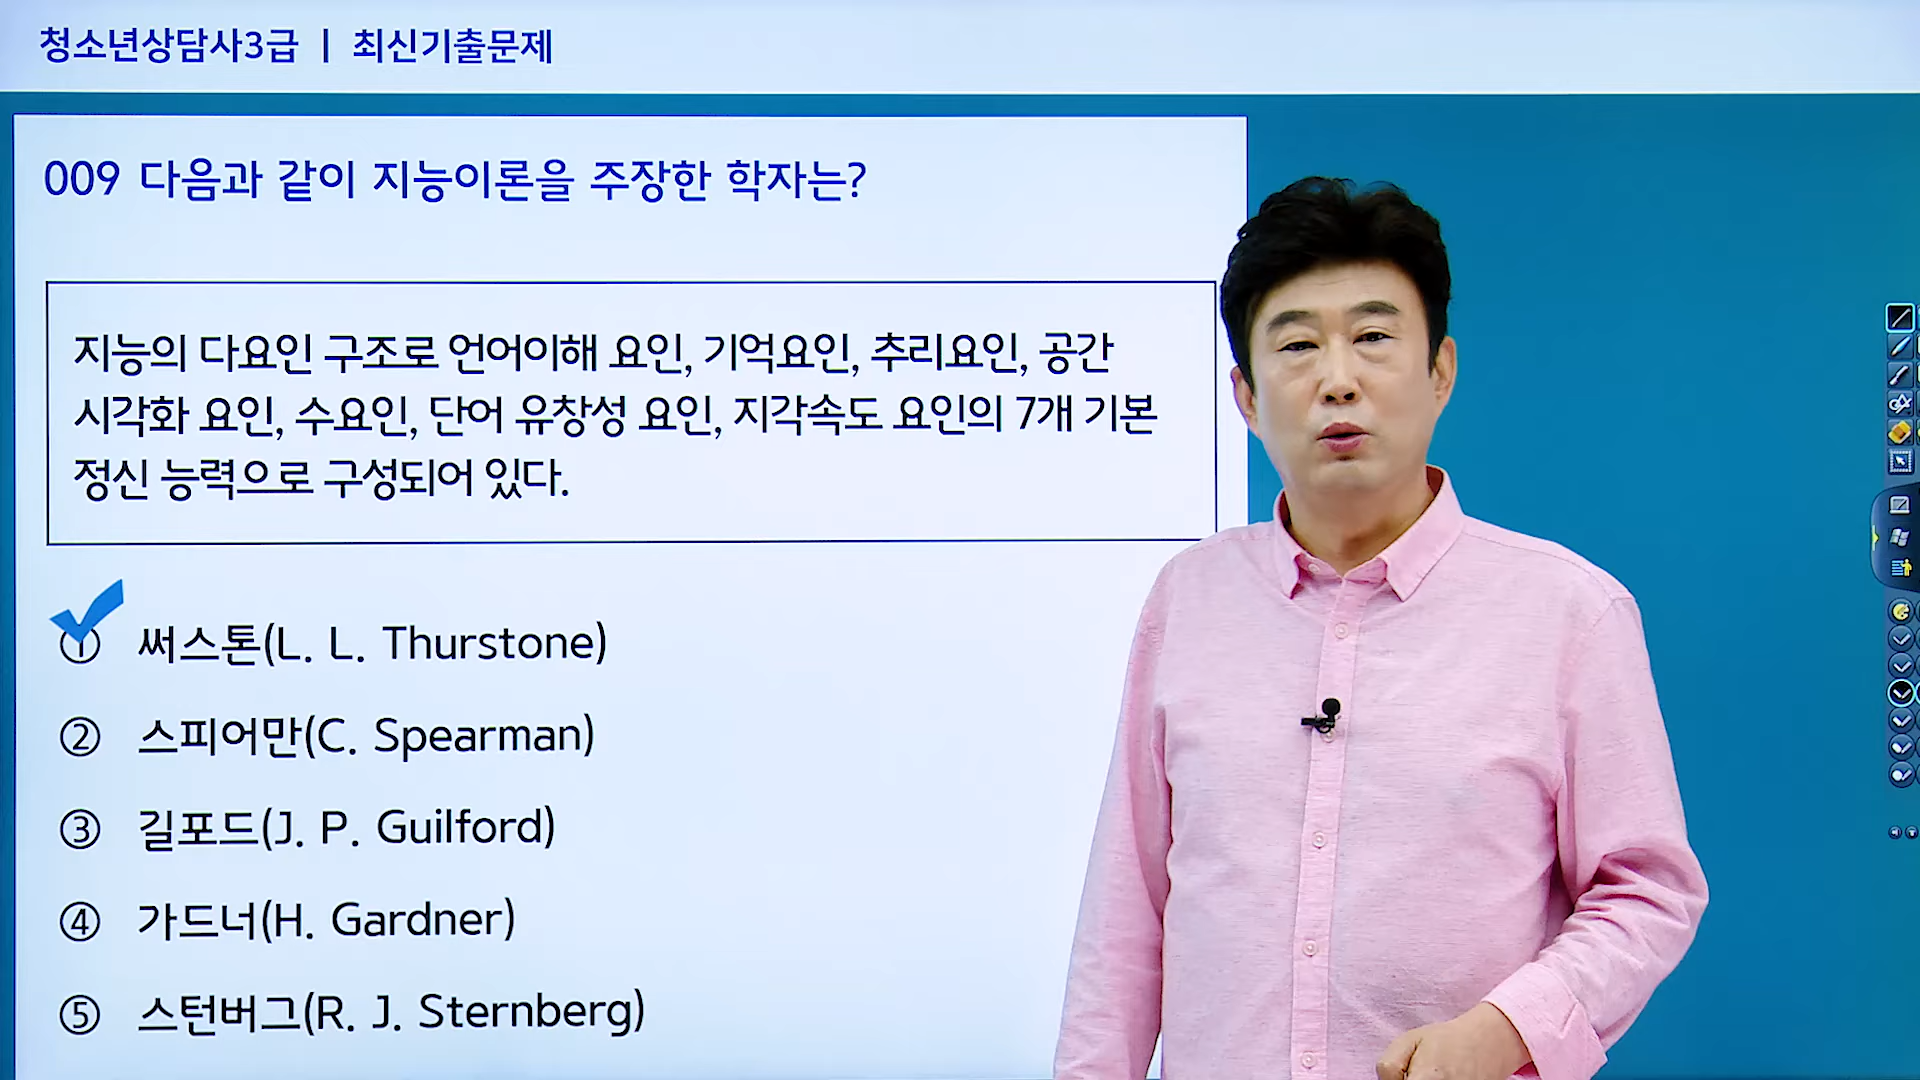 청소년상담사3급 | 최신기출문제
009 다음과 같이 지능이론을 주장한 학자는?
지능의 다요인 구조로 언어이해 요인, 기억요인, 추리요인, 공간
시각화 요인, 수요인, 단어 유창성 요인, 지각속도 요인의 7개 기본
정신 능력으로 구성되어 있다.
① 써스톤(L. L. Thurstone)
② 스피어만(C. Spearman)
③ 길포드(J. P. Guilford)
④ 가드너(H. Gardner)
⑤ 스턴버그(R. J. Sternberg)